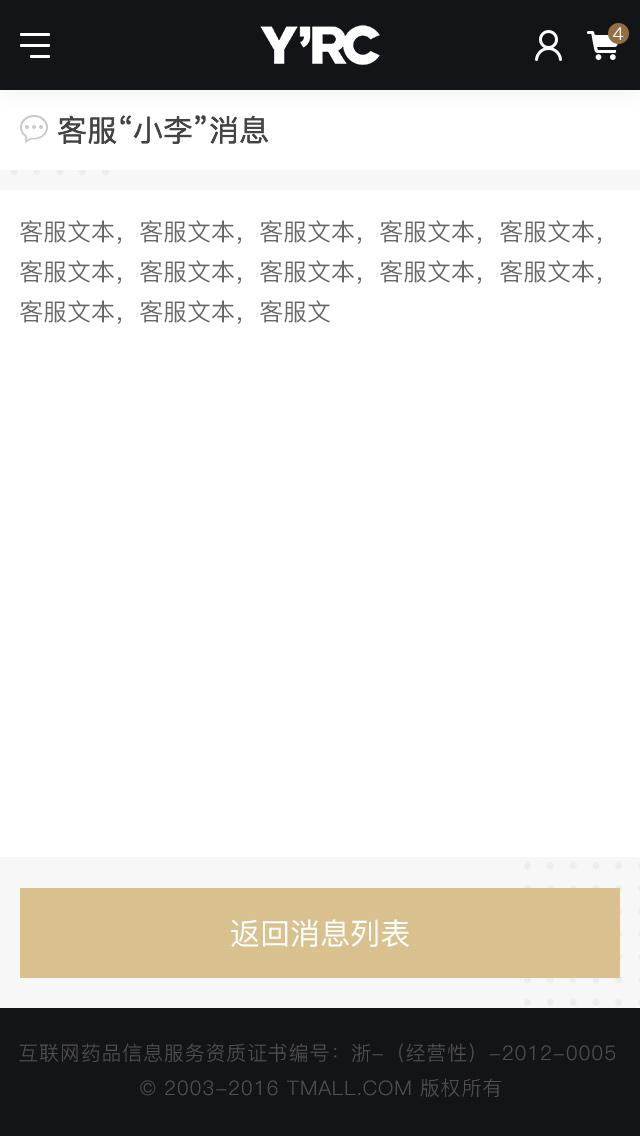 Y'RC
4
客服“小李”消息
客服文本，客服文本，客服文本，客服文本，客服文本，
客服文本，客服文本，客服文本，客服文本，客服文本，
客服文本，客服文本，客服文
返回消息列表
互联网药品信息服务资质证书编号：浙-（经营性）-2012-0005
© 2003-2016 TMALL.COM 版权所有